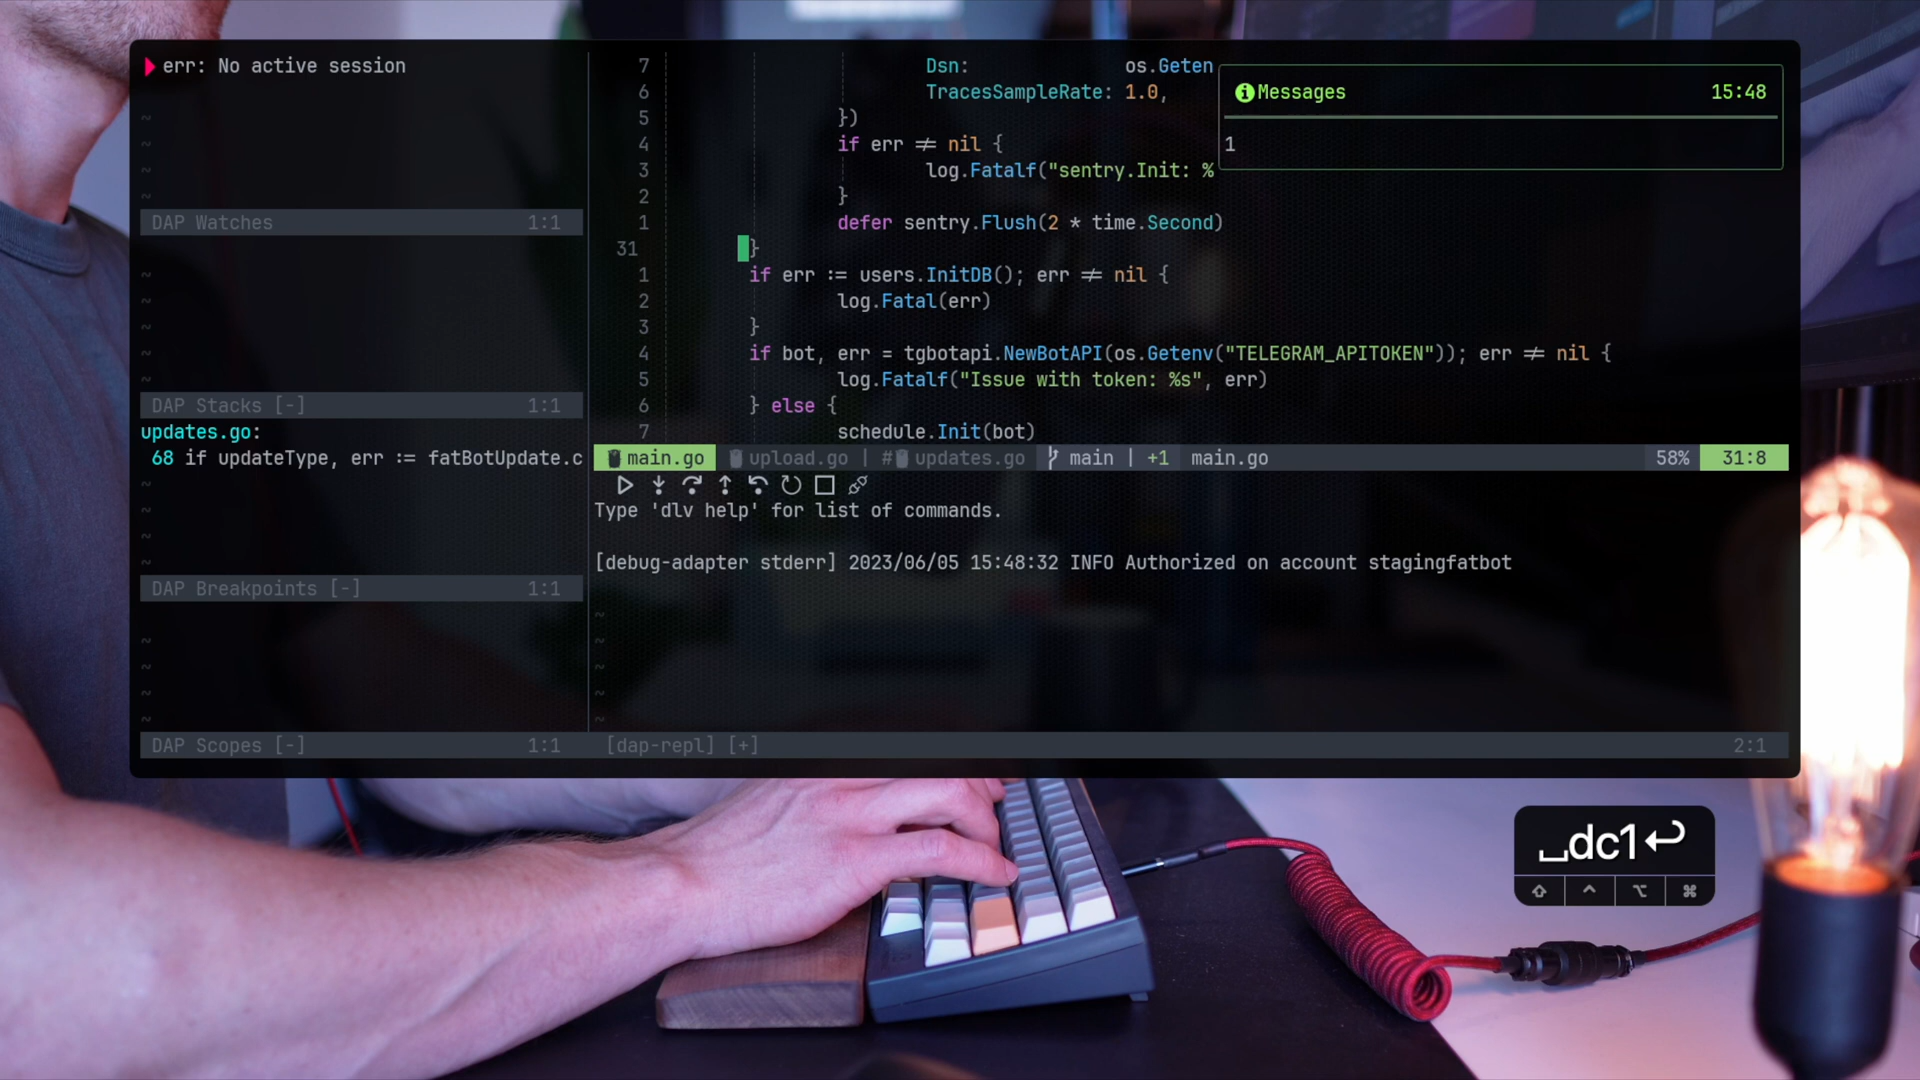 err: No active session
~
~
~
~
DAP Watches 1:1
~
~
~
~
~
DAP Stacks [-] 1:1
updates.go:
68 if updateType, err := fatBotUpdate.c
~
~
~
~
DAP Breakpoints [-] 1:1
~
~
~
~
DAP Scopes [-] 1:1
7 Dsn: os.Geten
6 TracesSampleRate: 1.0,
5 })
4 if err ≠ nil {
3 log.Fatalf("sentry.Init: %
2 }
1 defer sentry.Flush(2 * time.Second)
31 }
1 if err := users.InitDB(); err ≠ nil {
2 log.Fatal(err)
3 }
4 if bot, err = tgbotapi.NewBotAPI(os.Getenv("TELEGRAM_APITOKEN")); err ≠ nil {
5 log.Fatalf("Issue with token: %s", err)
6 } else {
7 schedule.Init(bot)
Messages 15:48
1
main.go upload.go | # updates.go main | +1 main.go 58% 31:8
Type 'dlv help' for list of commands.
[debug-adapter stderr] 2023/06/05 15:48:32 INFO Authorized on account stagingfatbot
~
~
~
~
~
[dap-repl] [+] 2:1
␣dc1↩
⇧ ⌃ ⌥ ⌘